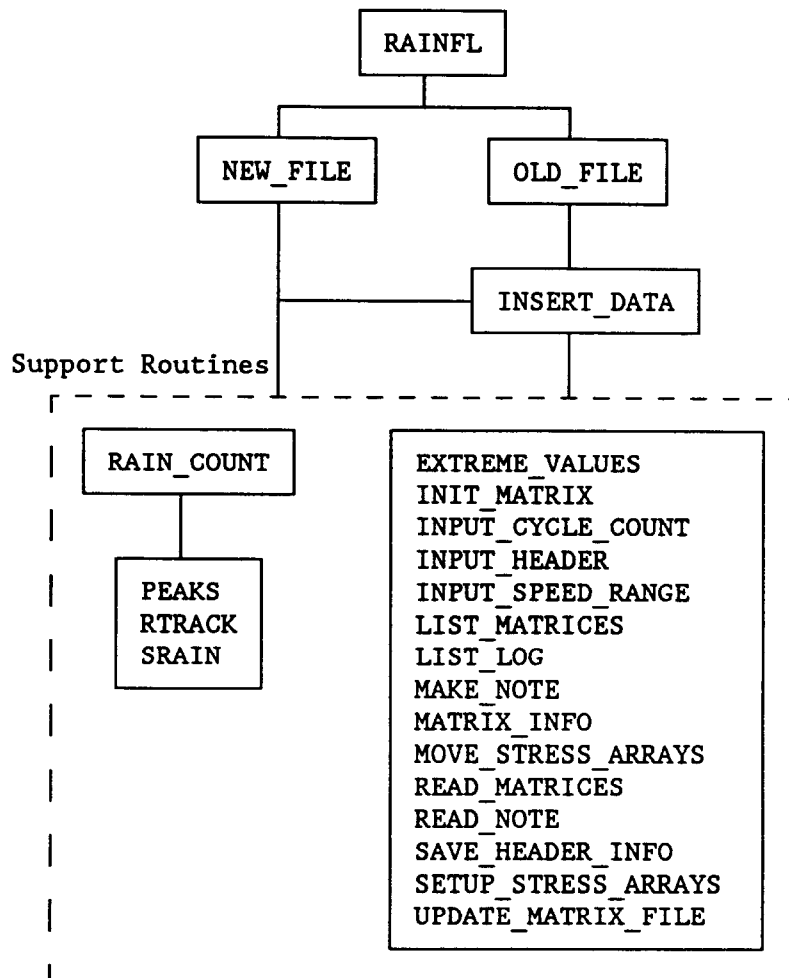 RAINFL
NEW_FILE
OLD_FILE
INSERT_DATA
Support Routines
RAIN_COUNT
PEAKS
RTRACK
SRAIN
EXTREME_VALUES
INIT_MATRIX
INPUT_CYCLE_COUNT
INPUT_HEADER
INPUT_SPEED_RANGE
LIST_MATRICES
LIST_LOG
MAKE_NOTE
MATRIX_INFO
MOVE_STRESS_ARRAYS
READ_MATRICES
READ_NOTE
SAVE_HEADER_INFO
SETUP_STRESS_ARRAYS
UPDATE_MATRIX_FILE